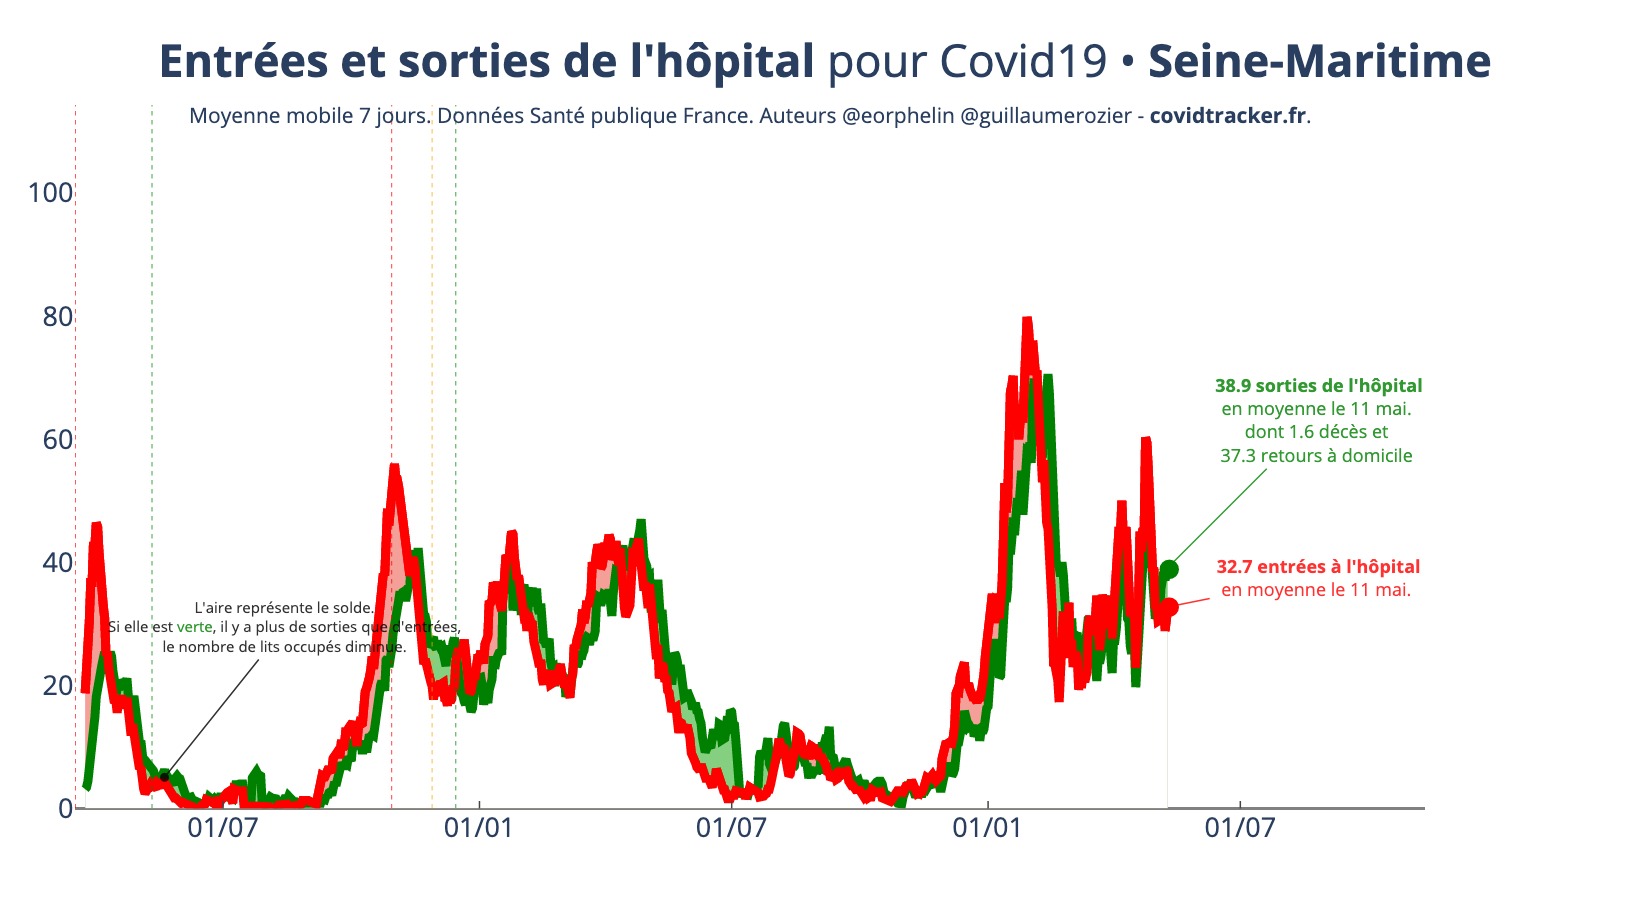 Entrées et sorties de l'hôpital pour Covid19 • Seine-Maritime
Moyenne mobile 7 jours. Données Santé publique France. Auteurs @eorphelin @guillaumerozier - covidtracker.fr.
100
80
60
40
20
0
38.9 sorties de l'hôpital
en moyenne le 11 mai.
dont 1.6 décès et
37.3 retours à domicile
32.7 entrées à l'hôpital
en moyenne le 11 mai.
L'aire représente le solde.
Si elle est verte, il y a plus de sorties que d'entrées,
le nombre de lits occupés diminue.
01/07
01/01
01/07
01/01
01/07